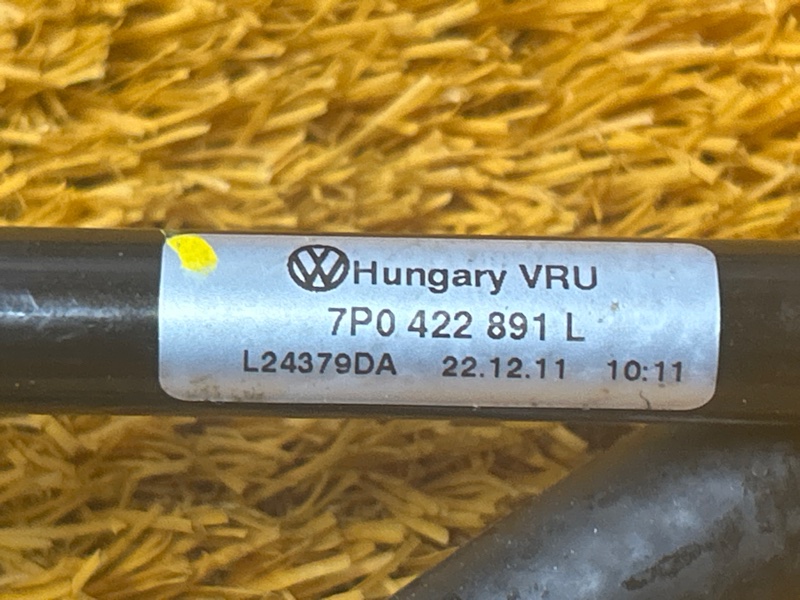 Hungary VRU
7P0 422 891 L
L24379DA 22.12.11 10:11